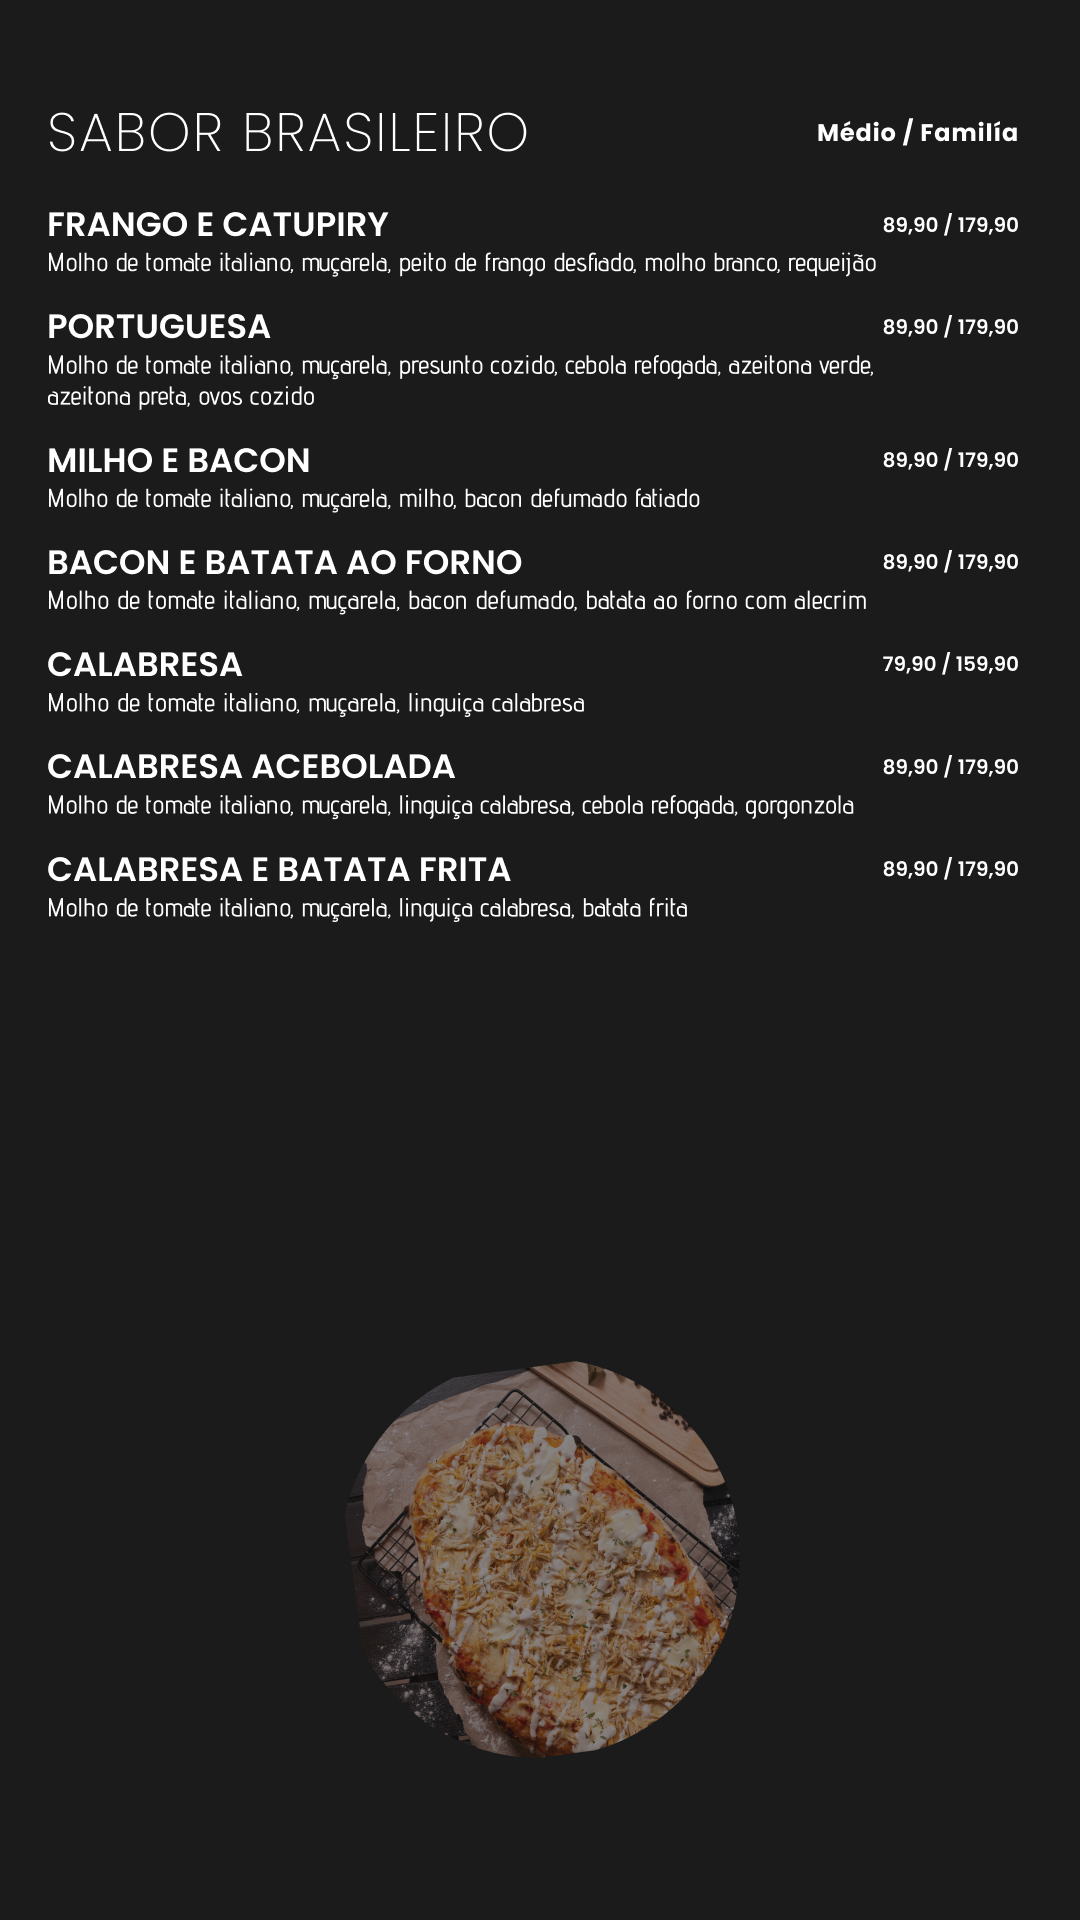 SABOR BRASILEIRO
Médio / Familía
FRANGO E CATUPIRY
89,90 / 179,90
Molho de tomate italiano, muçarela, peito de frango desfiado, molho branco, requeijão
PORTUGUESA
89,90 / 179,90
Molho de tomate italiano, muçarela, presunto cozido, cebola refogada, azeitona verde,
azeitona preta, ovos cozido
MILHO E BACON
89,90 / 179,90
Molho de tomate italiano, muçarela, milho, bacon defumado fatiado
BACON E BATATA AO FORNO
89,90 / 179,90
Molho de tomate italiano, muçarela, bacon defumado, batata ao forno com alecrim
CALABRESA
79,90 / 159,90
Molho de tomate italiano, muçarela, linguiça calabresa
CALABRESA ACEBOLADA
89,90 / 179,90
Molho de tomate italiano, muçarela, linguiça calabresa, cebola refogada, gorgonzola
CALABRESA E BATATA FRITA
89,90 / 179,90
Molho de tomate italiano, muçarela, linguiça calabresa, batata frita